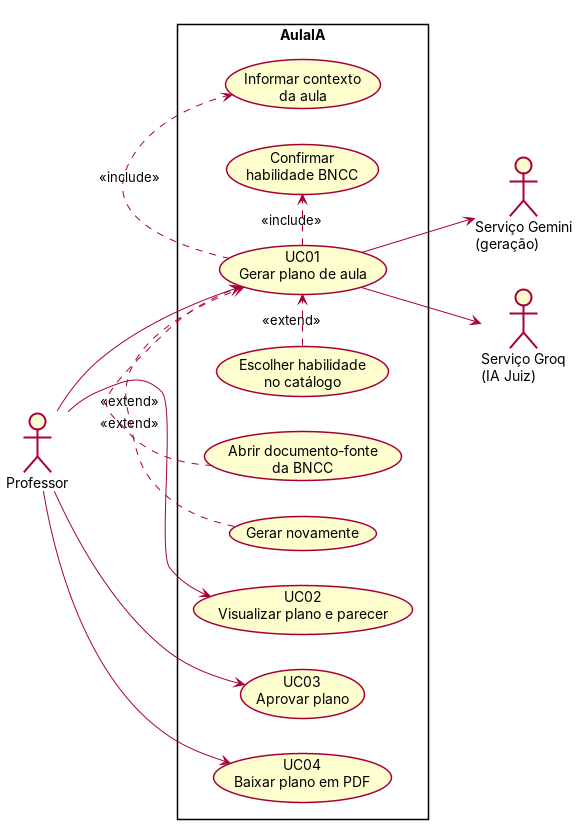 AulaIA
Informar contexto
da aula
«include»
Confirmar
habilidade BNCC
«include»
UC01
Gerar plano de aula
Serviço Gemini
(geração)
«extend»
Serviço Groq
(IA Juiz)
Escolher habilidade
no catálogo
«extend»
«extend»
Abrir documento-fonte
da BNCC
Professor
Gerar novamente
UC02
Visualizar plano e parecer
UC03
Aprovar plano
UC04
Baixar plano em PDF